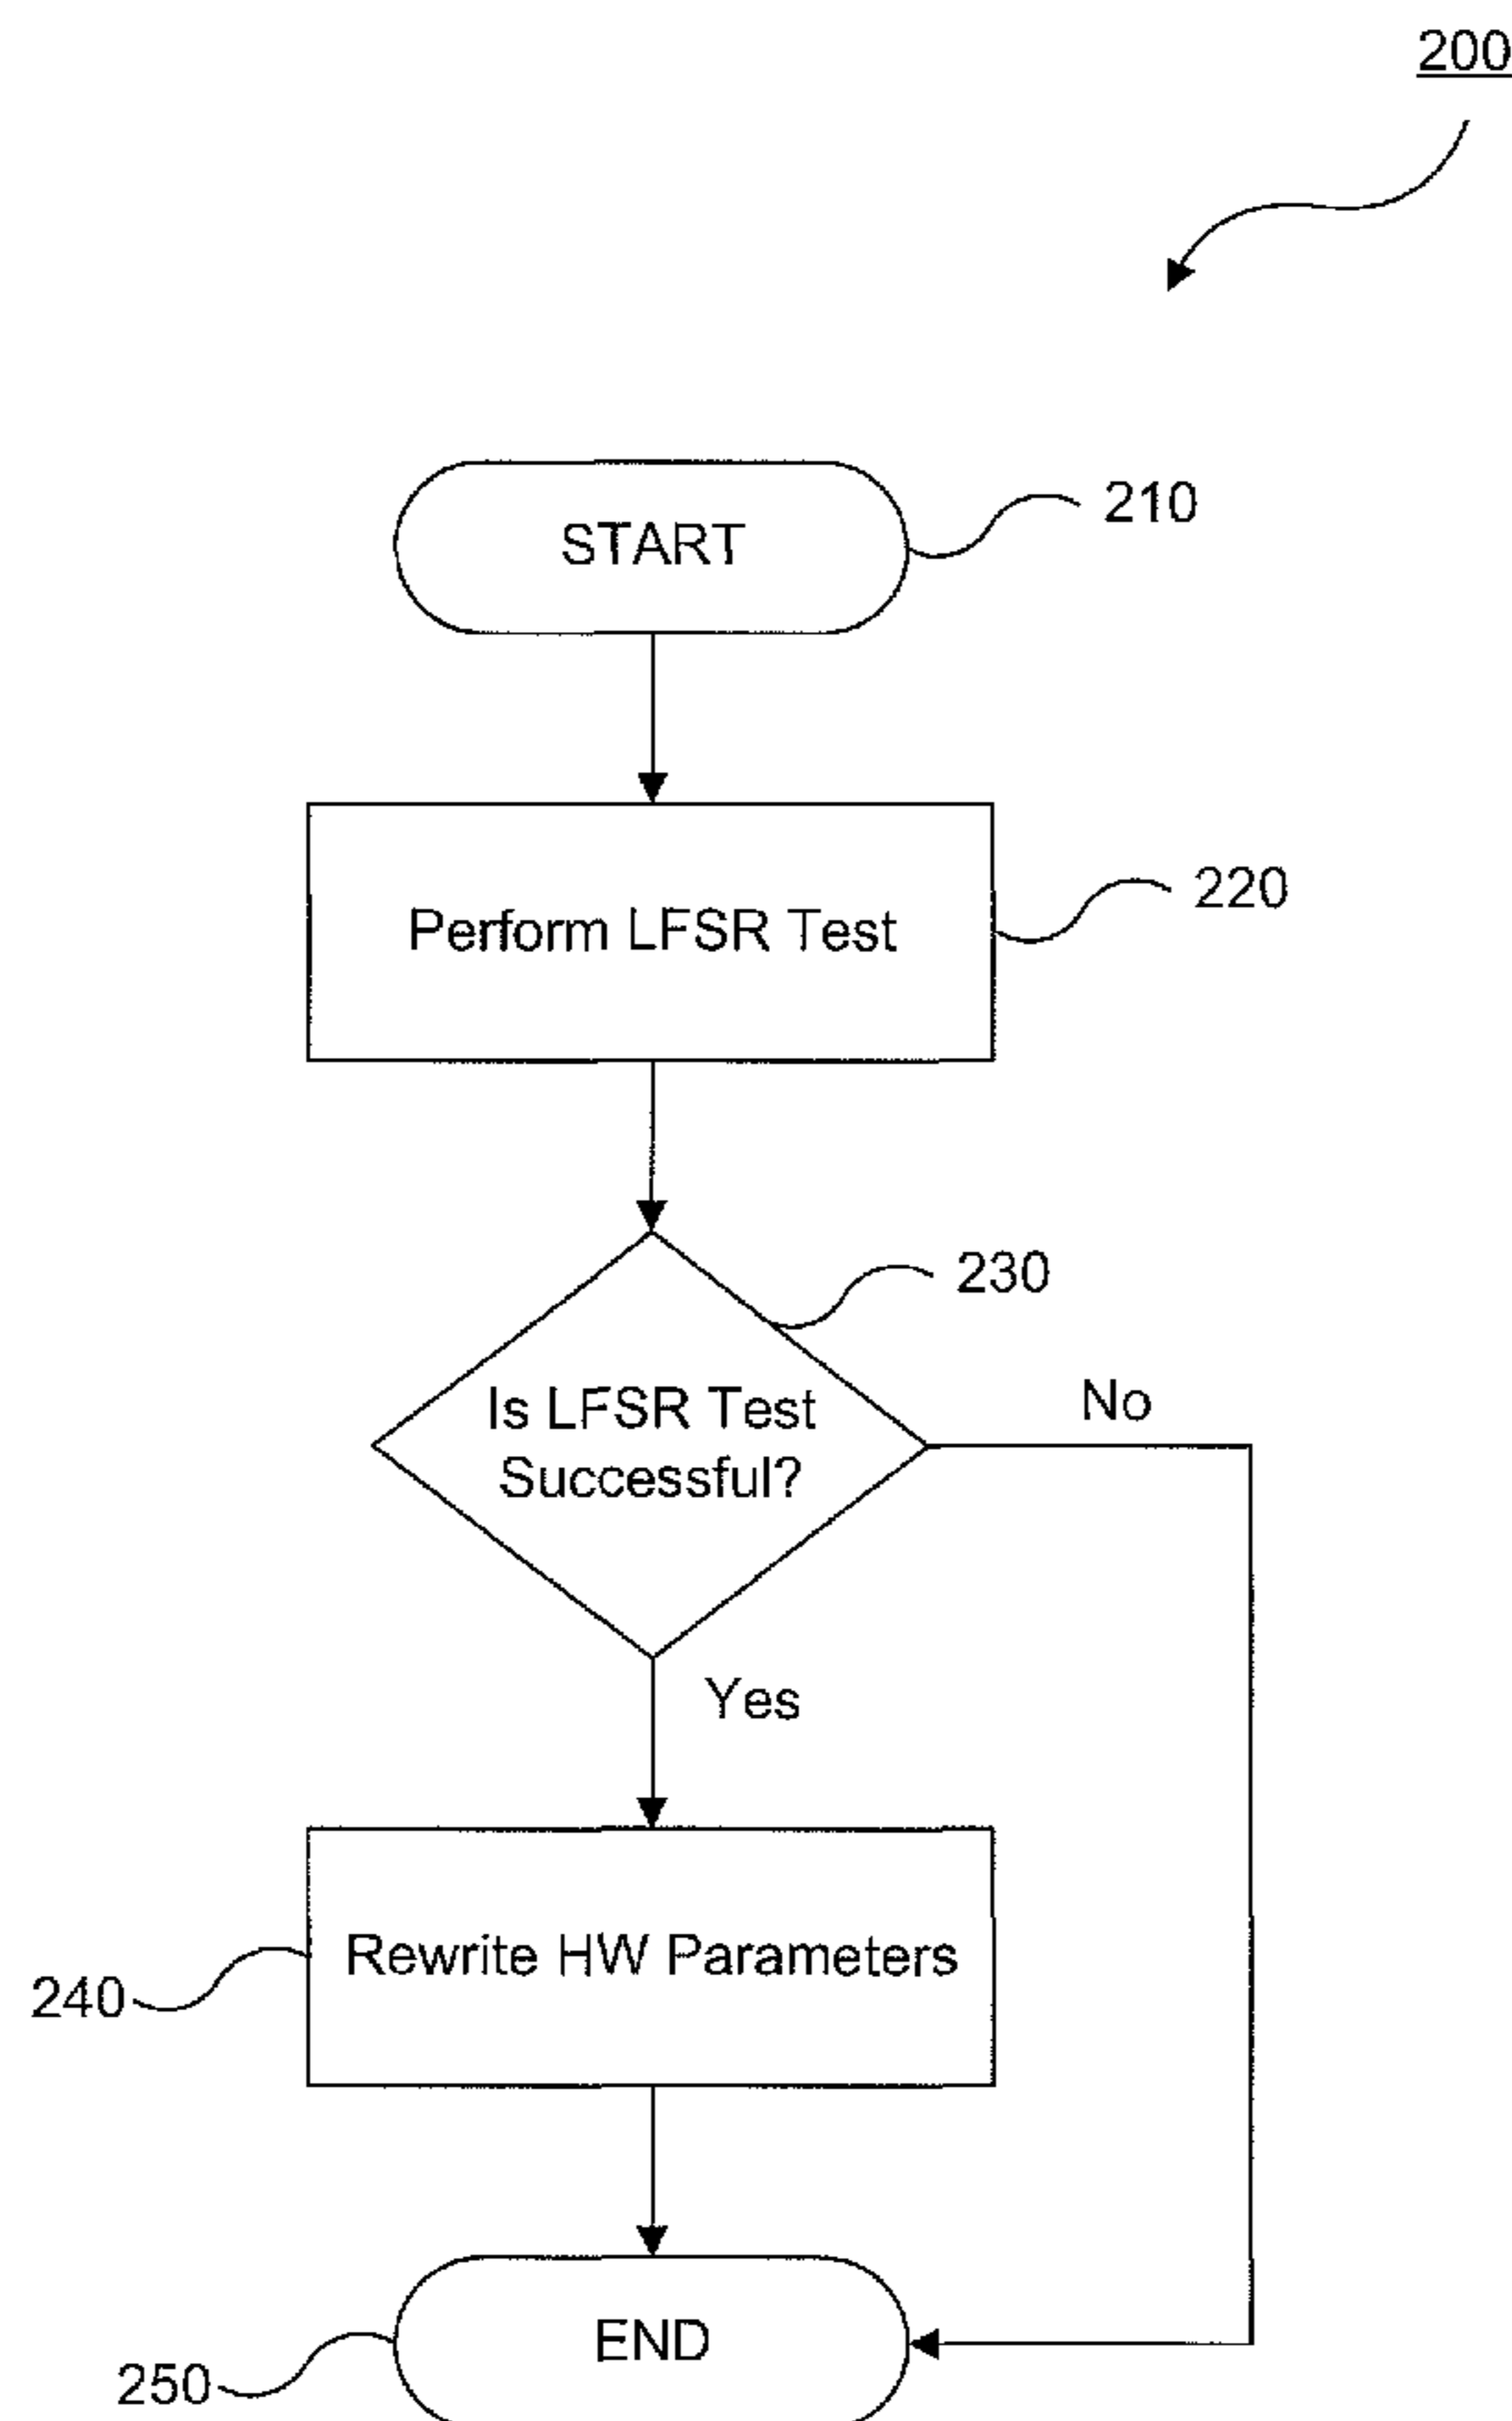 200
START
210
Perform LFSR Test
220
230
Is LFSR Test
Successful?
No
Yes
Rewrite HW Parameters
240
END
250